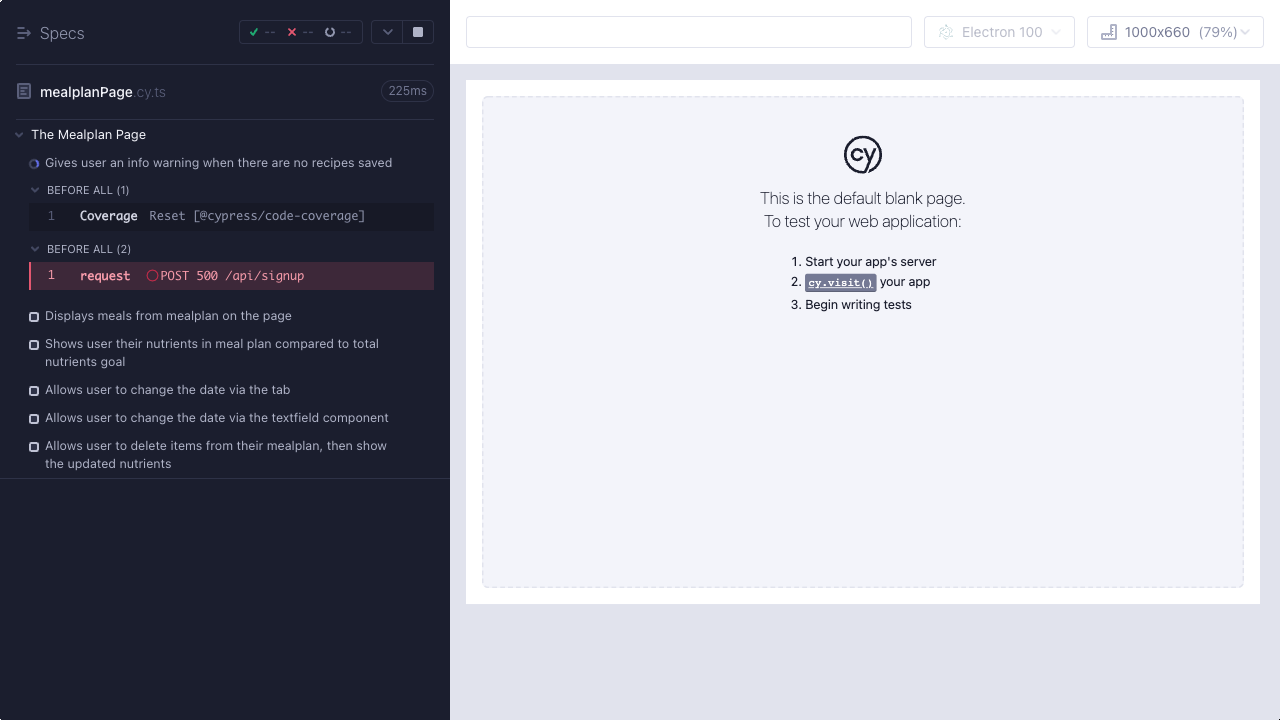 Specs
-- -- --
mealplanPage.cy.ts
225ms
The Mealplan Page
Gives user an info warning when there are no recipes saved
BEFORE ALL (1)
1 Coverage Reset [@cypress/code-coverage]
BEFORE ALL (2)
1 request POST 500 /api/signup
Displays meals from mealplan on the page
Shows user their nutrients in meal plan compared to total
nutrients goal
Allows user to change the date via the tab
Allows user to change the date via the textfield component
Allows user to delete items from their mealplan, then show
the updated nutrients
Electron 100
1000x660 (79%)
cy
This is the default blank page.
To test your web application:
1. Start your app's server
2. cy.visit() your app
3. Begin writing tests